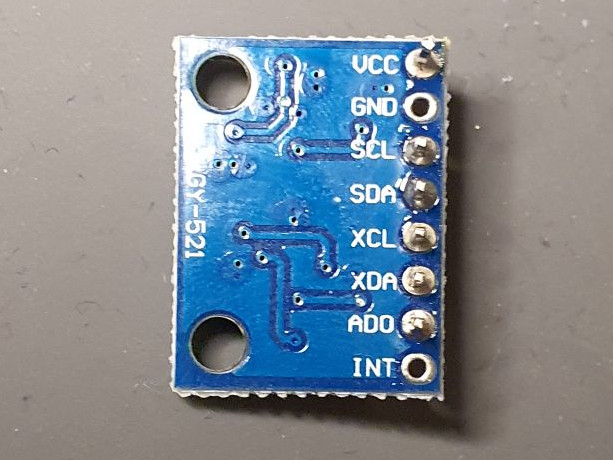 VCC
GND
SCL
SDA
XCL
XDA
ADO
INT
GY-521